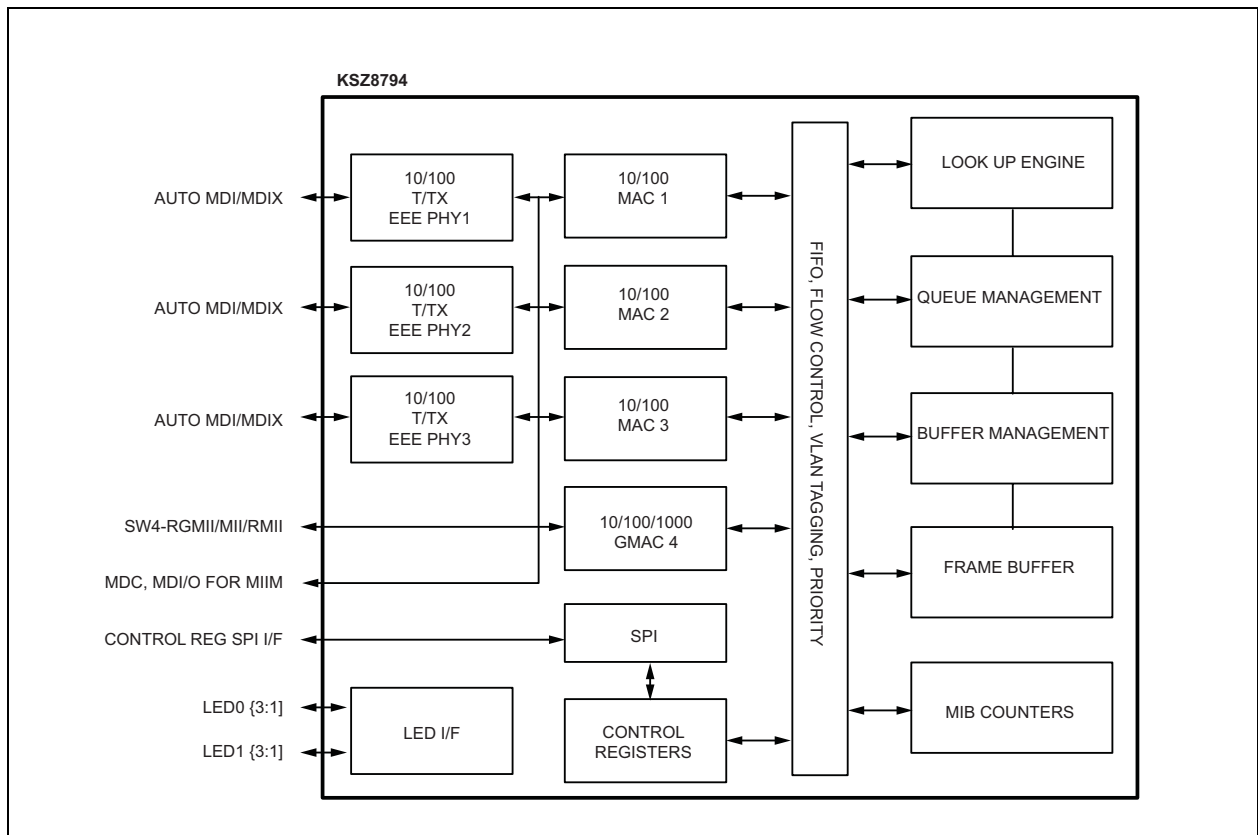 KSZ8794
AUTO MDI/MDIX
10/100
T/TX
EEE PHY1
10/100
MAC 1
LOOK UP ENGINE
AUTO MDI/MDIX
10/100
T/TX
EEE PHY2
10/100
MAC 2
QUEUE MANAGEMENT
AUTO MDI/MDIX
10/100
T/TX
EEE PHY3
10/100
MAC 3
BUFFER MANAGEMENT
FIFO, FLOW CONTROL, VLAN TAGGING, PRIORITY
SW4-RGMII/MII/RMII
10/100/1000
GMAC 4
FRAME BUFFER
MDC, MDI/O FOR MIIM
CONTROL REG SPI I/F
SPI
LED0 {3:1]
LED1 {3:1]
LED I/F
CONTROL
REGISTERS
MIB COUNTERS